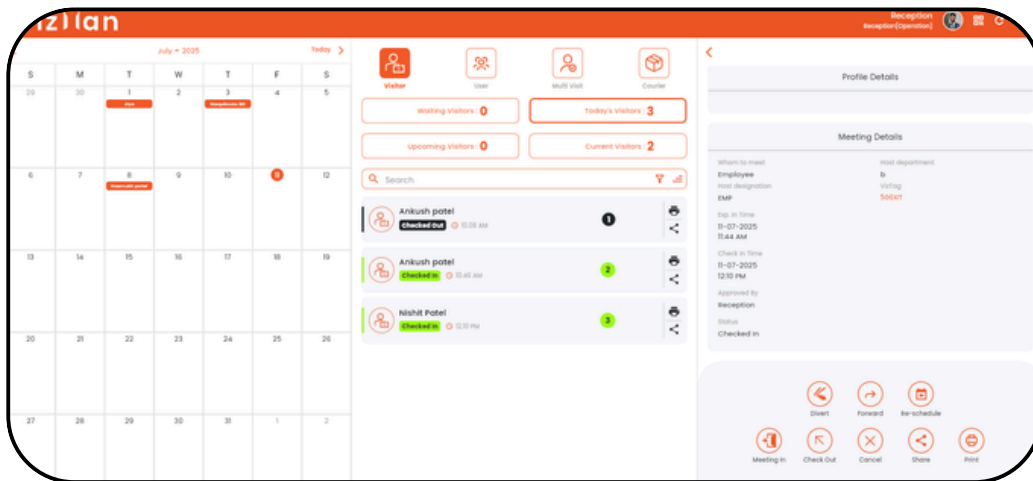 Reception
Reception(Operation)
July - 2025
Today
S M T W T F S
29 30 1 2 3 4 5
6 7 8 9 10 11 12
13 14 15 16 17 18 19
20 21 22 23 24 25 26
27 28 29 30 31 1 2
Visitor
User
Multi Visit
Courier
Waiting Visitors : 0
Today's Visitors : 3
Upcoming Visitors : 0
Current Visitors : 2
Search
Ankush patel
Checked Out
1
Ankush patel
Checked In 10:46 AM
2
Nishit Patel
Checked In 12:10 PM
3
Profile Details
Meeting Details
Whom to meet
Employee
Host department
b
Host designation
EMP
VizTag
Exp. In Time
11-07-2025
11:44 AM
Check In Time
11-07-2025
12:10 PM
Approved By
Reception
Status
Checked In
Divert
Forward
Re-schedule
Meeting In
Check Out
Cancel
Share
Print